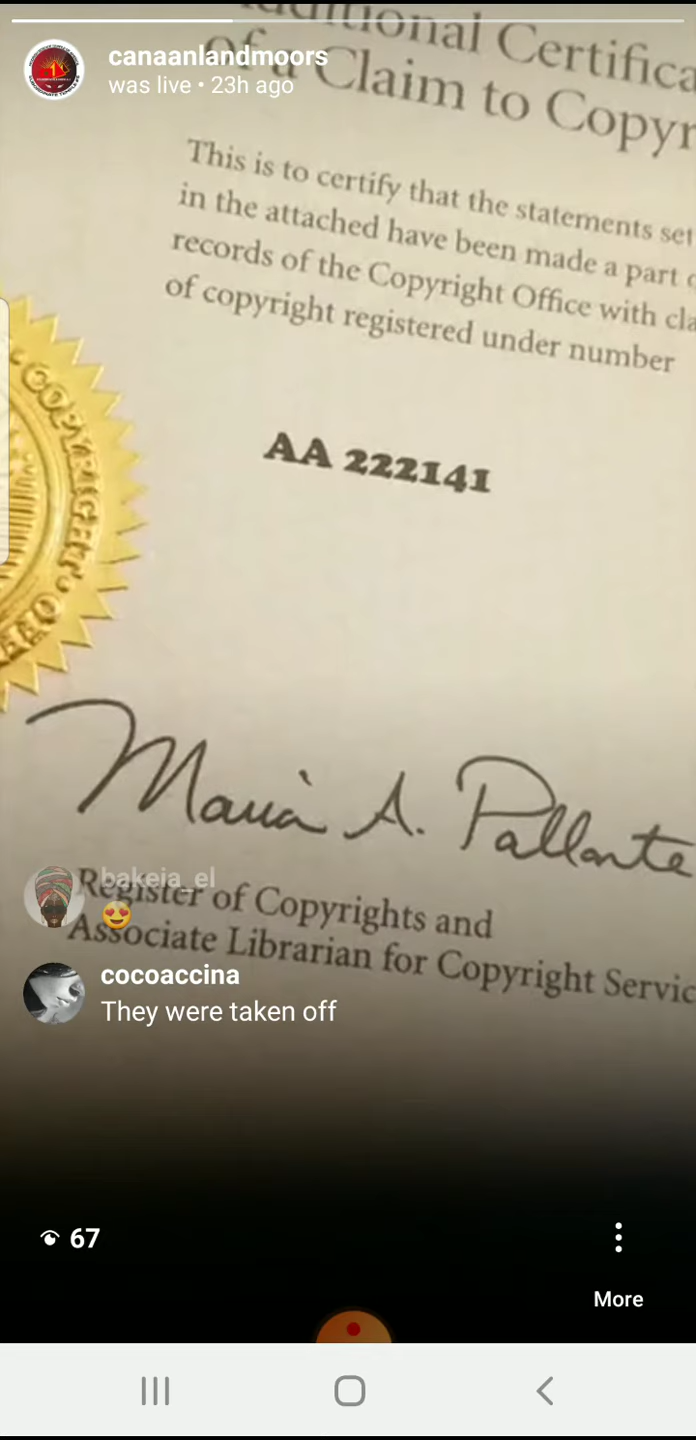 Additional Certifica
of a Claim to Copyr
canaanlandmoors
was live • 23h ago
This is to certify that the statements set
in the attached have been made a part
records of the Copyright Office with cla
of copyright registered under number
COPYRIGHT
AA 222141
Maria A. Pallante
bakeia_el
😍
Register of Copyrights and
Associate Librarian for Copyright Servic
cocoaccina
They were taken off
67
More